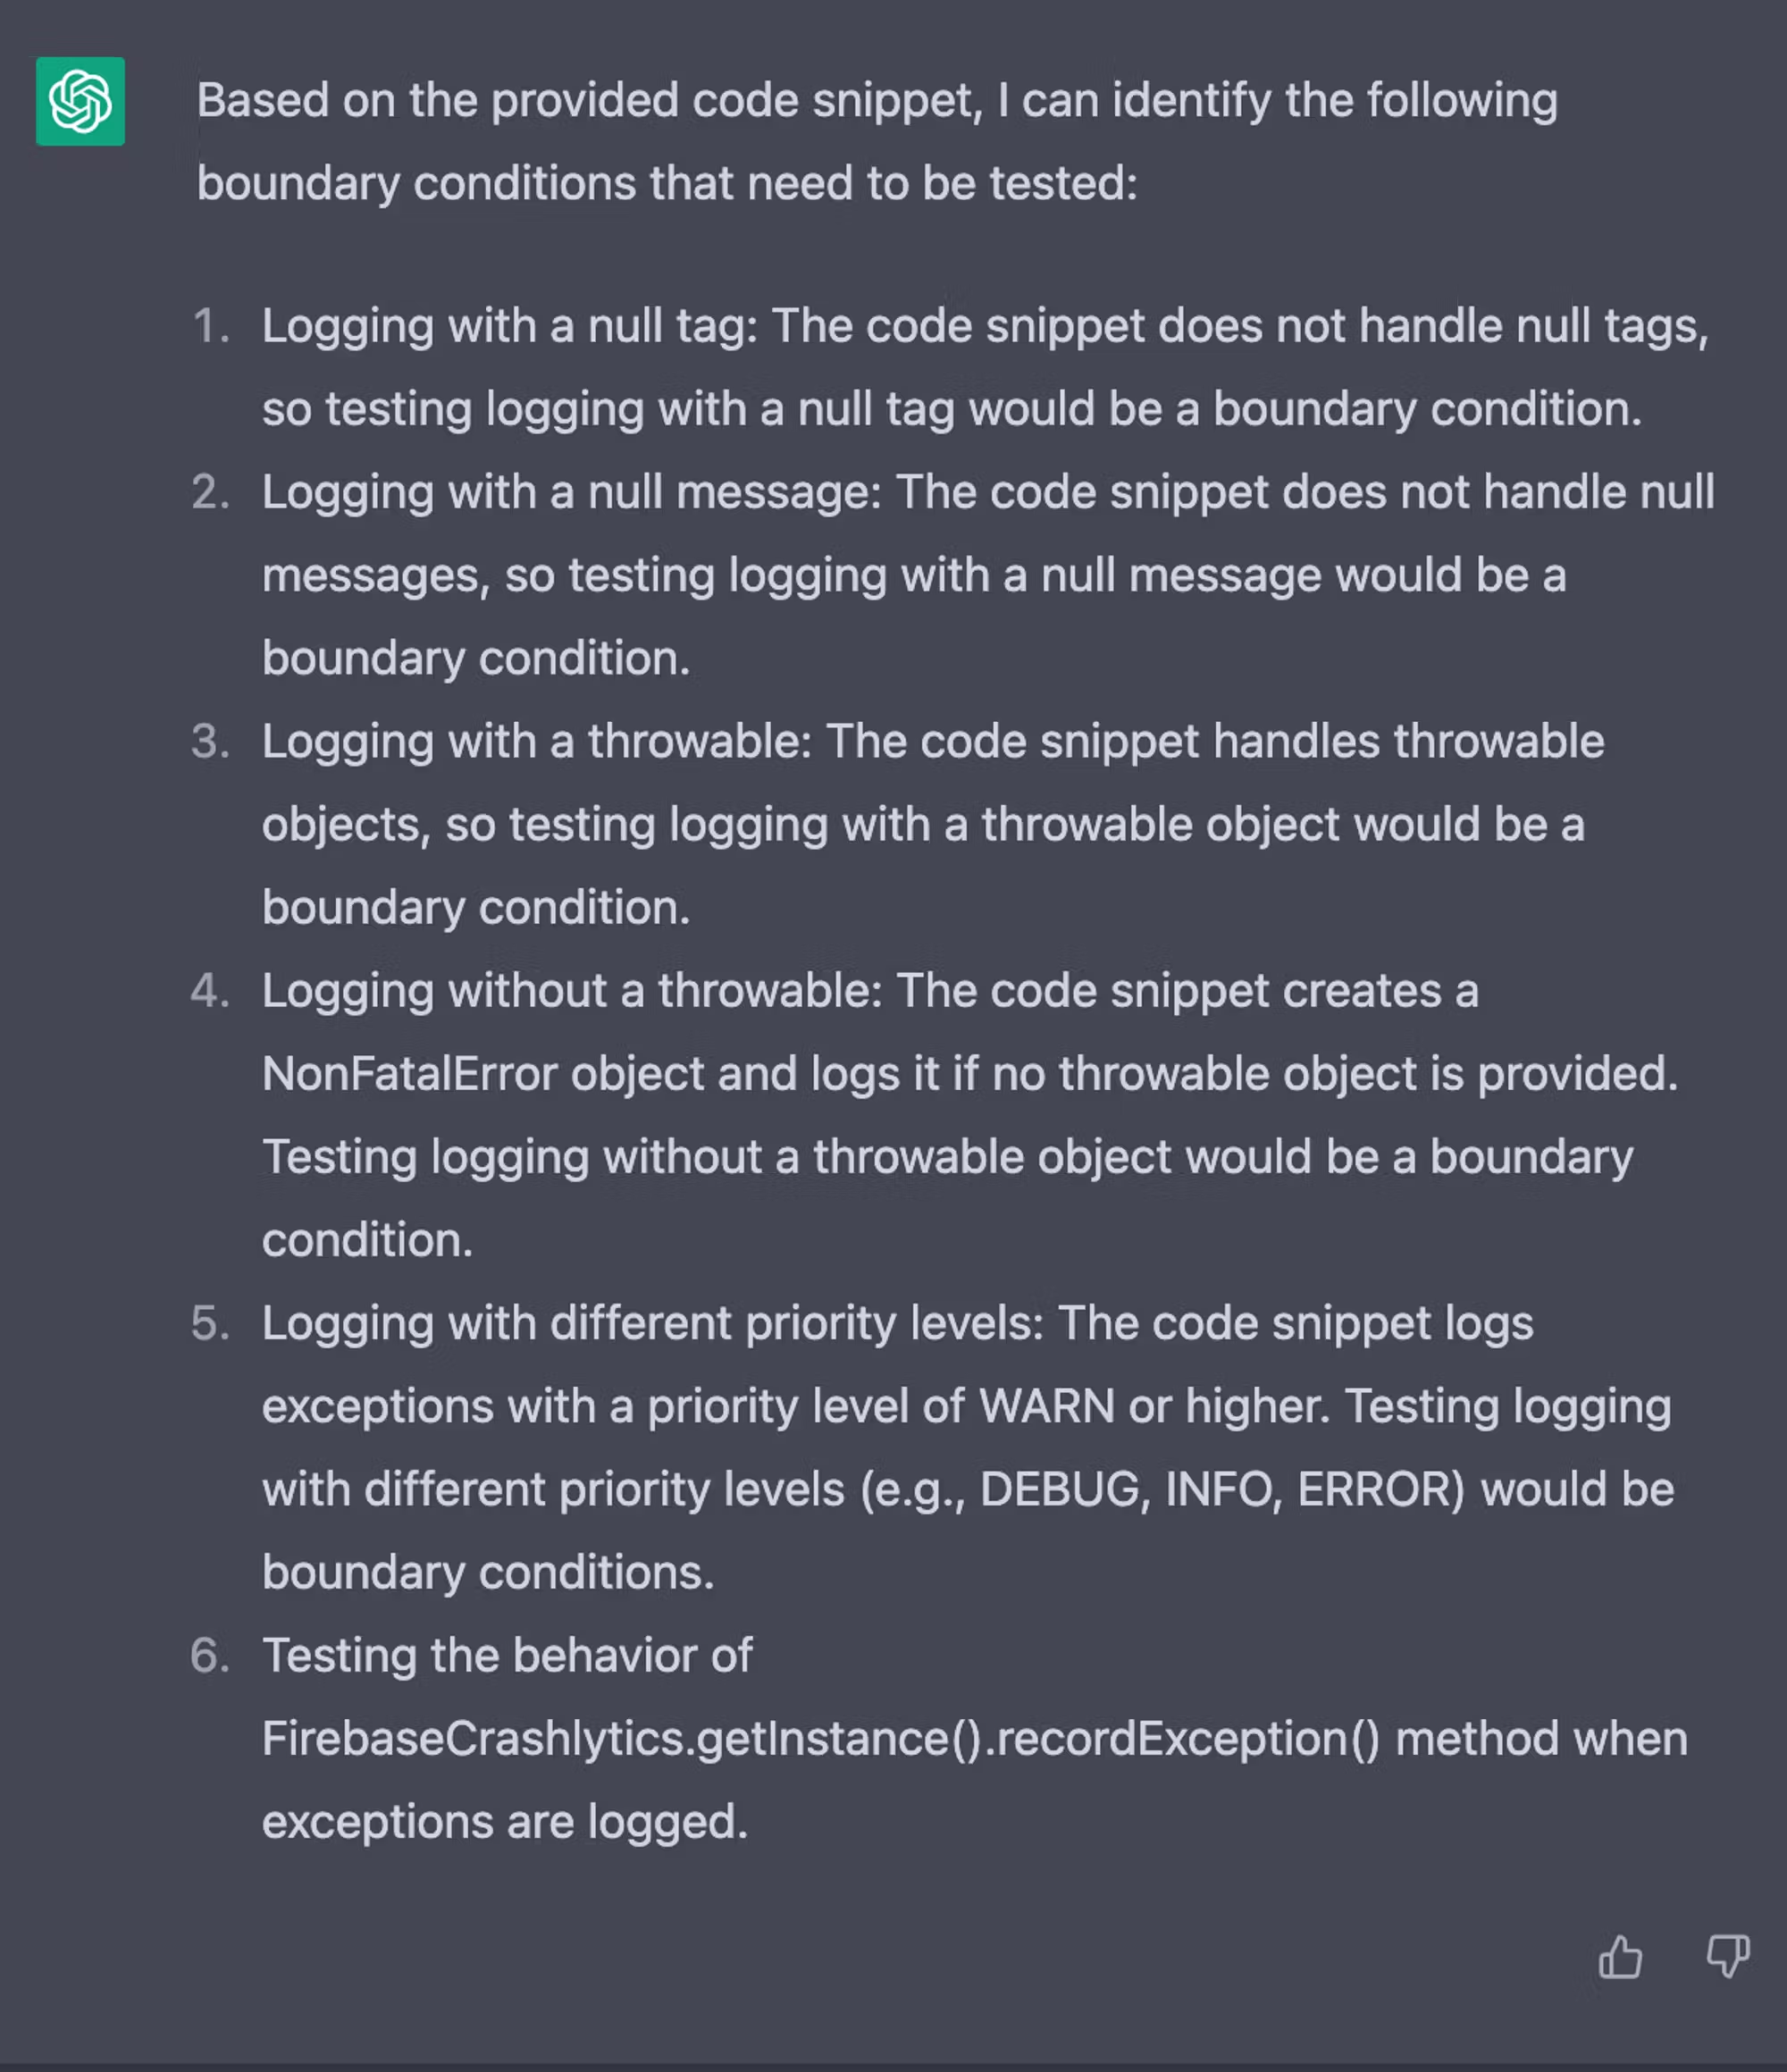 Based on the provided code snippet, I can identify the following
boundary conditions that need to be tested:
1. Logging with a null tag: The code snippet does not handle null tags,
so testing logging with a null tag would be a boundary condition.
2. Logging with a null message: The code snippet does not handle null
messages, so testing logging with a null message would be a
boundary condition.
3. Logging with a throwable: The code snippet handles throwable
objects, so testing logging with a throwable object would be a
boundary condition.
4. Logging without a throwable: The code snippet creates a
NonFatalError object and logs it if no throwable object is provided.
Testing logging without a throwable object would be a boundary
condition.
5. Logging with different priority levels: The code snippet logs
exceptions with a priority level of WARN or higher. Testing logging
with different priority levels (e.g., DEBUG, INFO, ERROR) would be
boundary conditions.
6. Testing the behavior of
FirebaseCrashlytics.getInstance().recordException() method when
exceptions are logged.